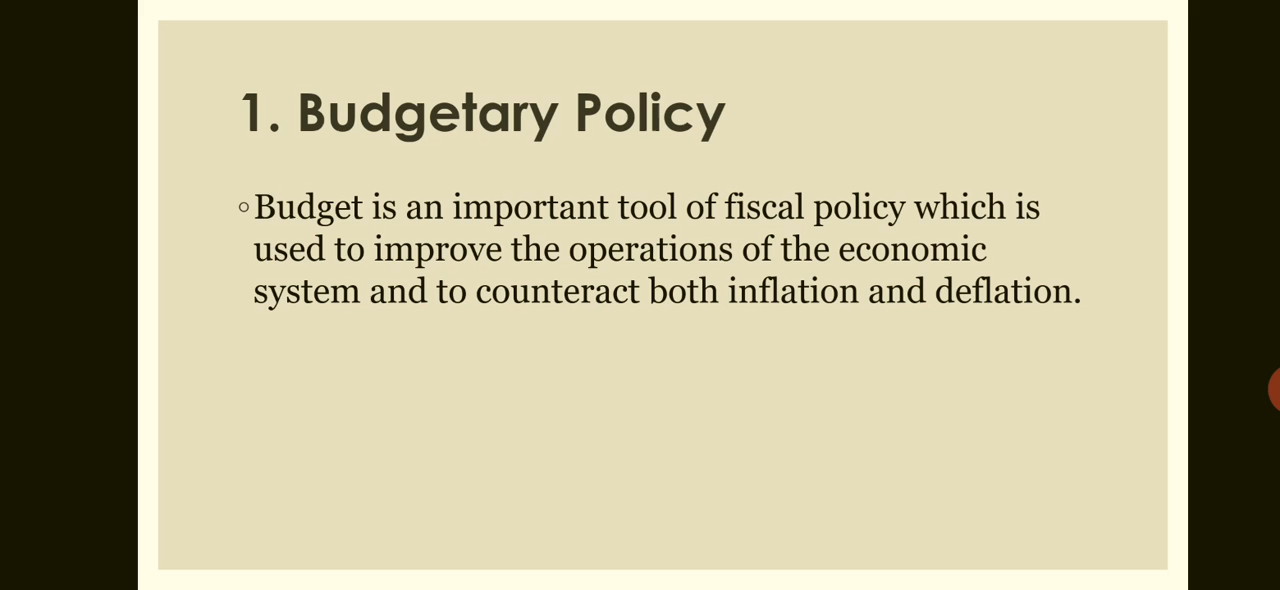 1. Budgetary Policy
◦Budget is an important tool of fiscal policy which is
used to improve the operations of the economic
system and to counteract both inflation and deflation.